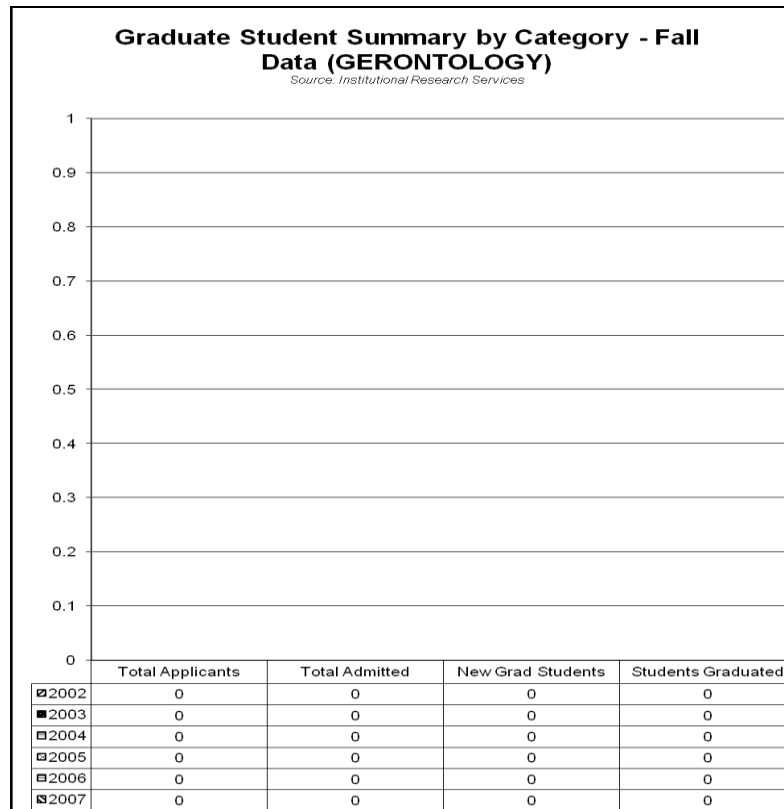 Graduate Student Summary by Category - Fall
Data (GERONTOLOGY)
Source: Institutional Research Services
1
0.9
0.8
0.7
0.6
0.5
0.4
0.3
0.2
0.1
0
Total Applicants Total Admitted New Grad Students Students Graduated
2002 0 0 0 0
2003 0 0 0 0
2004 0 0 0 0
2005 0 0 0 0
2006 0 0 0 0
2007 0 0 0 0